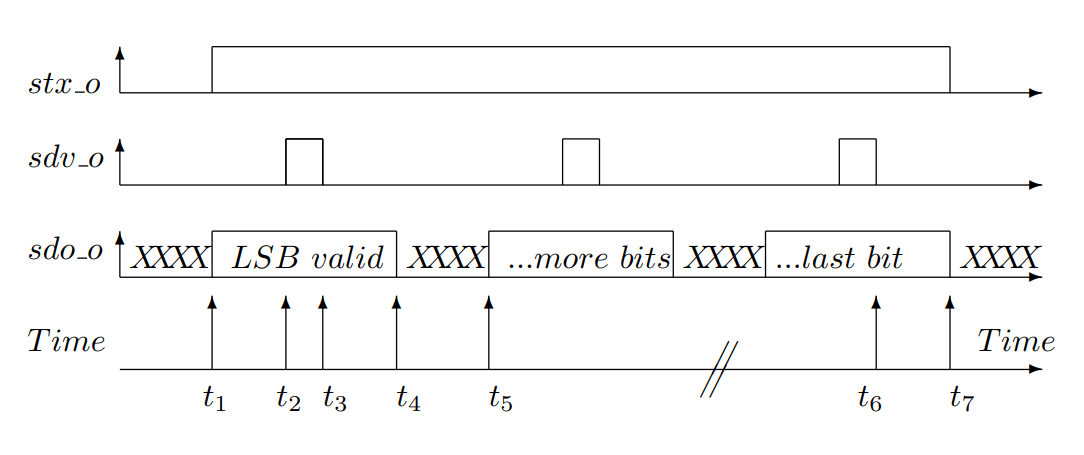 stx_o
sdv_o
sdo_o XXXX LSB valid XXXX ...more bits XXXX ...last bit XXXX
Time Time
t1 t2 t3 t4 t5 t6 t7